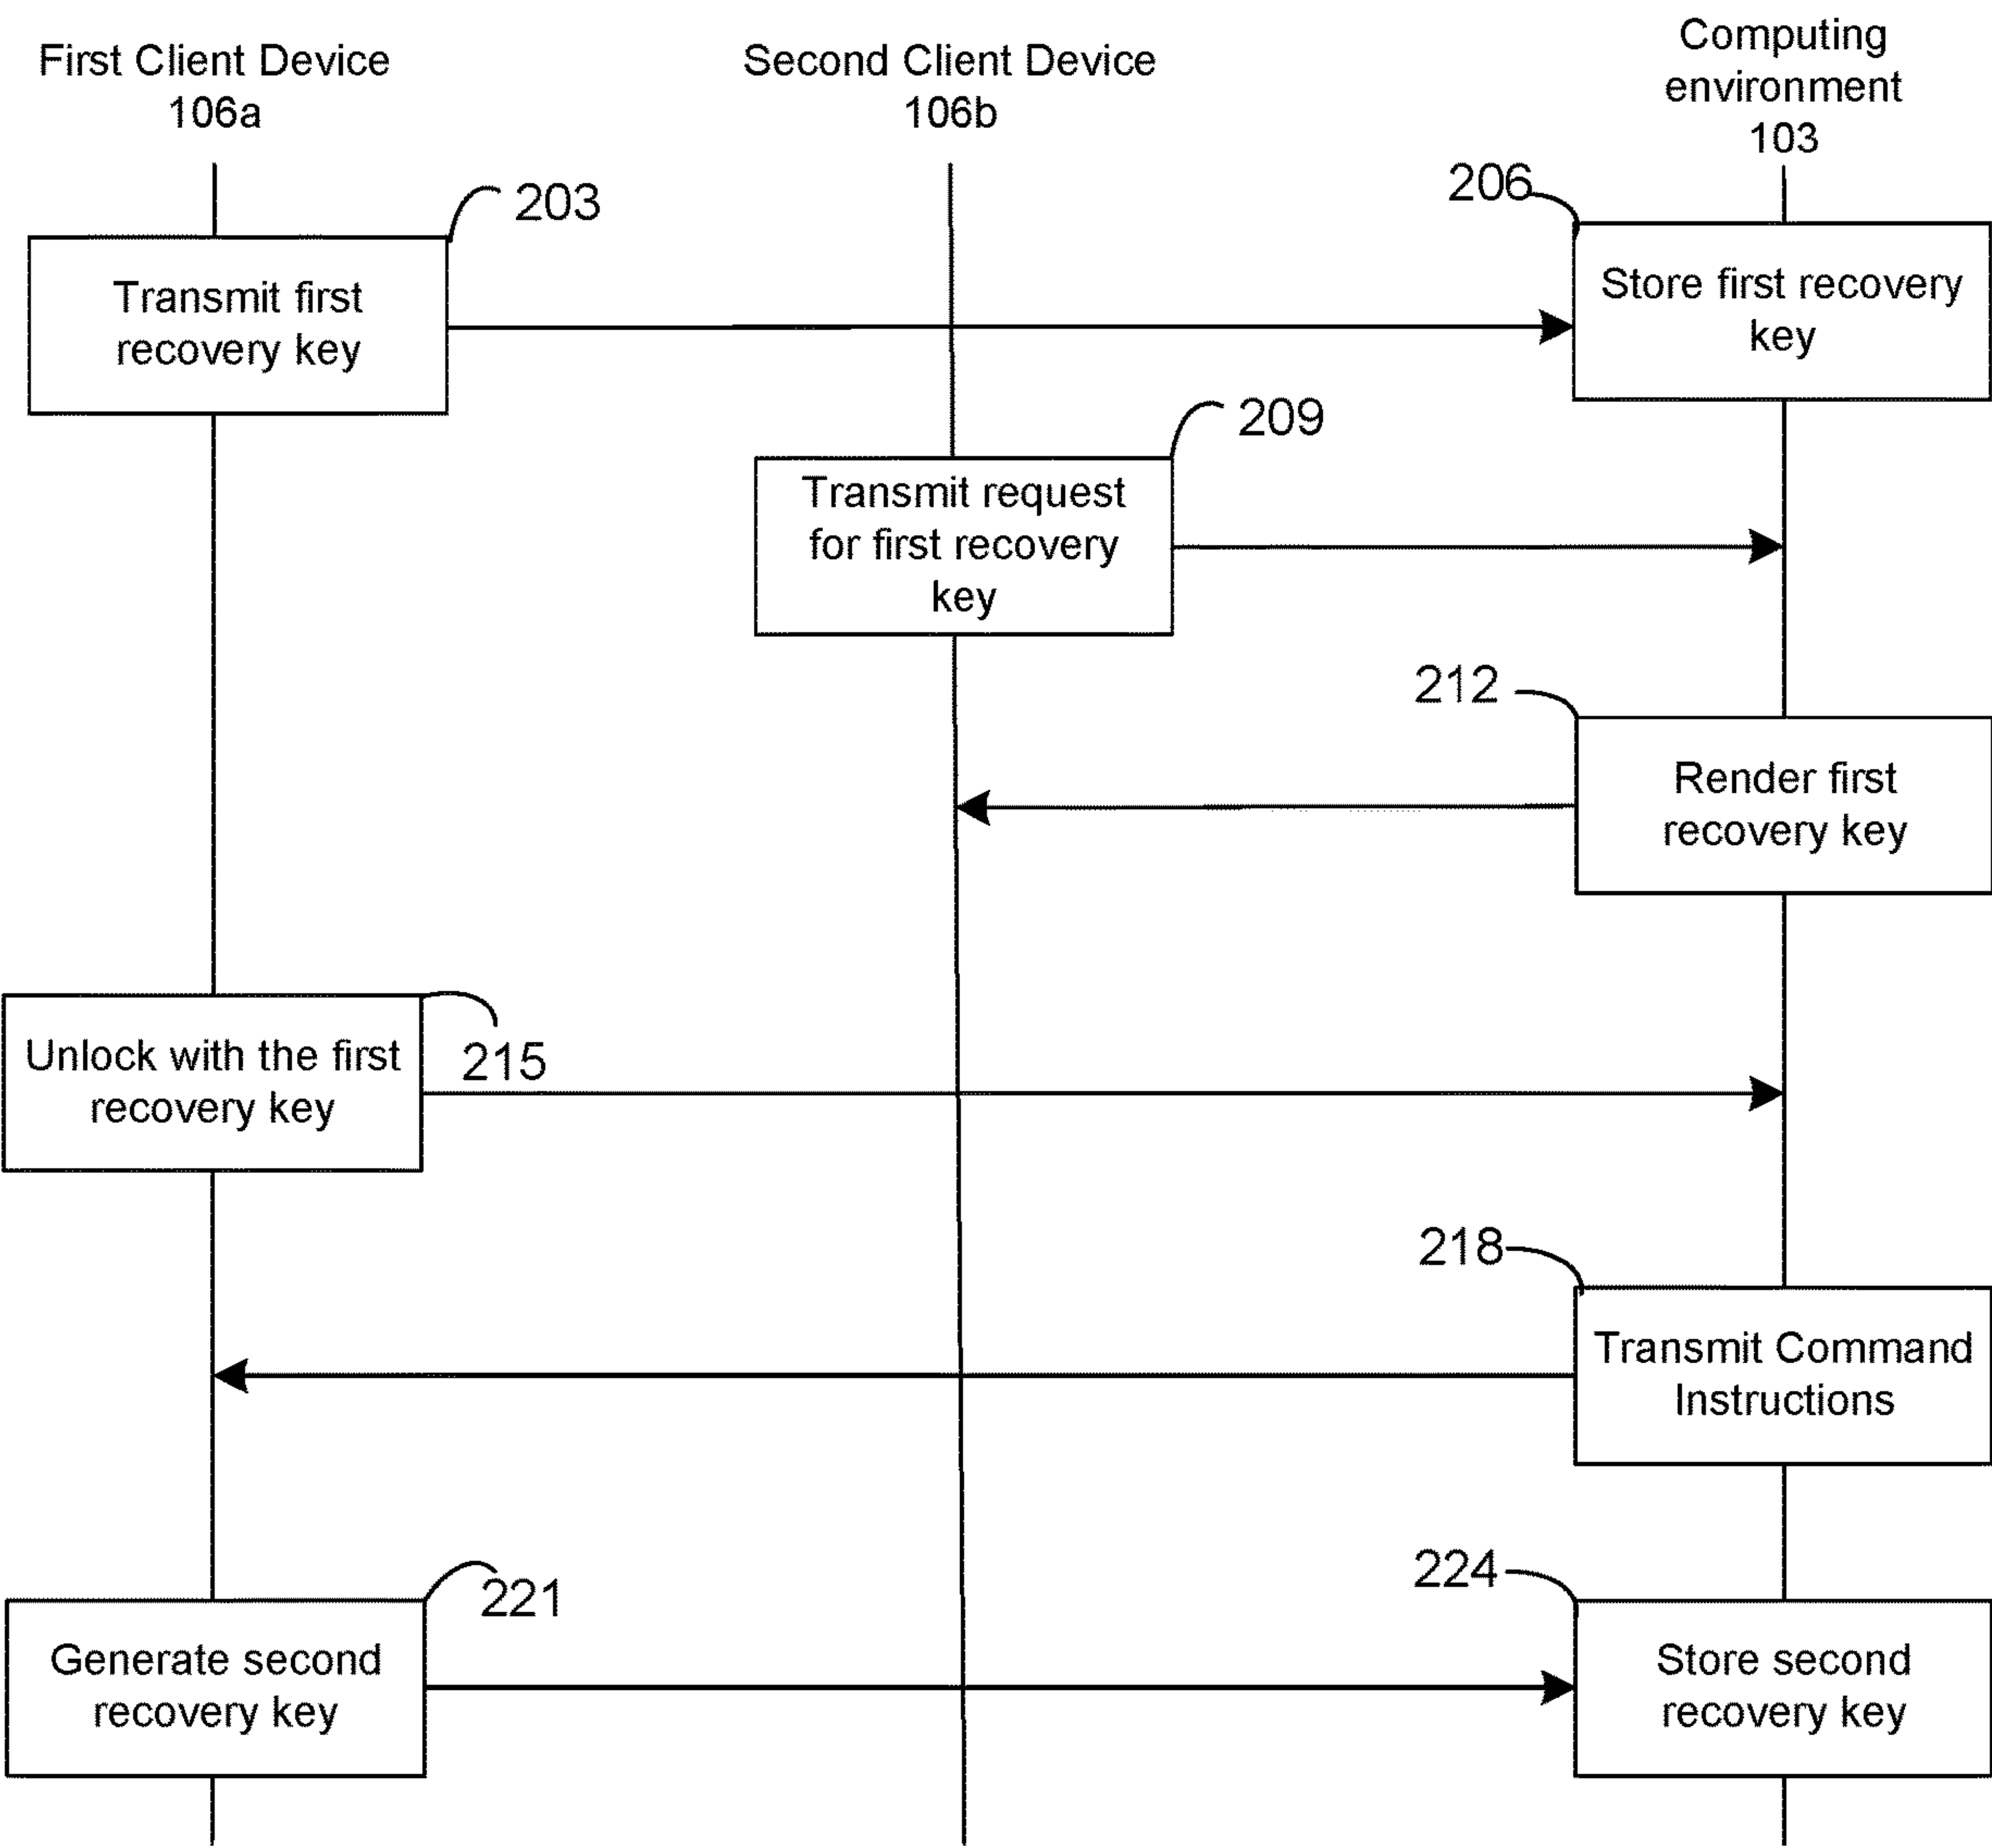 First Client Device
106a
Second Client Device
106b
Computing
environment
103
203
Transmit first
recovery key
206
Store first recovery
key
209
Transmit request
for first recovery
key
212
Render first
recovery key
215
Unlock with the first
recovery key
218
Transmit Command
Instructions
221
Generate second
recovery key
224
Store second
recovery key